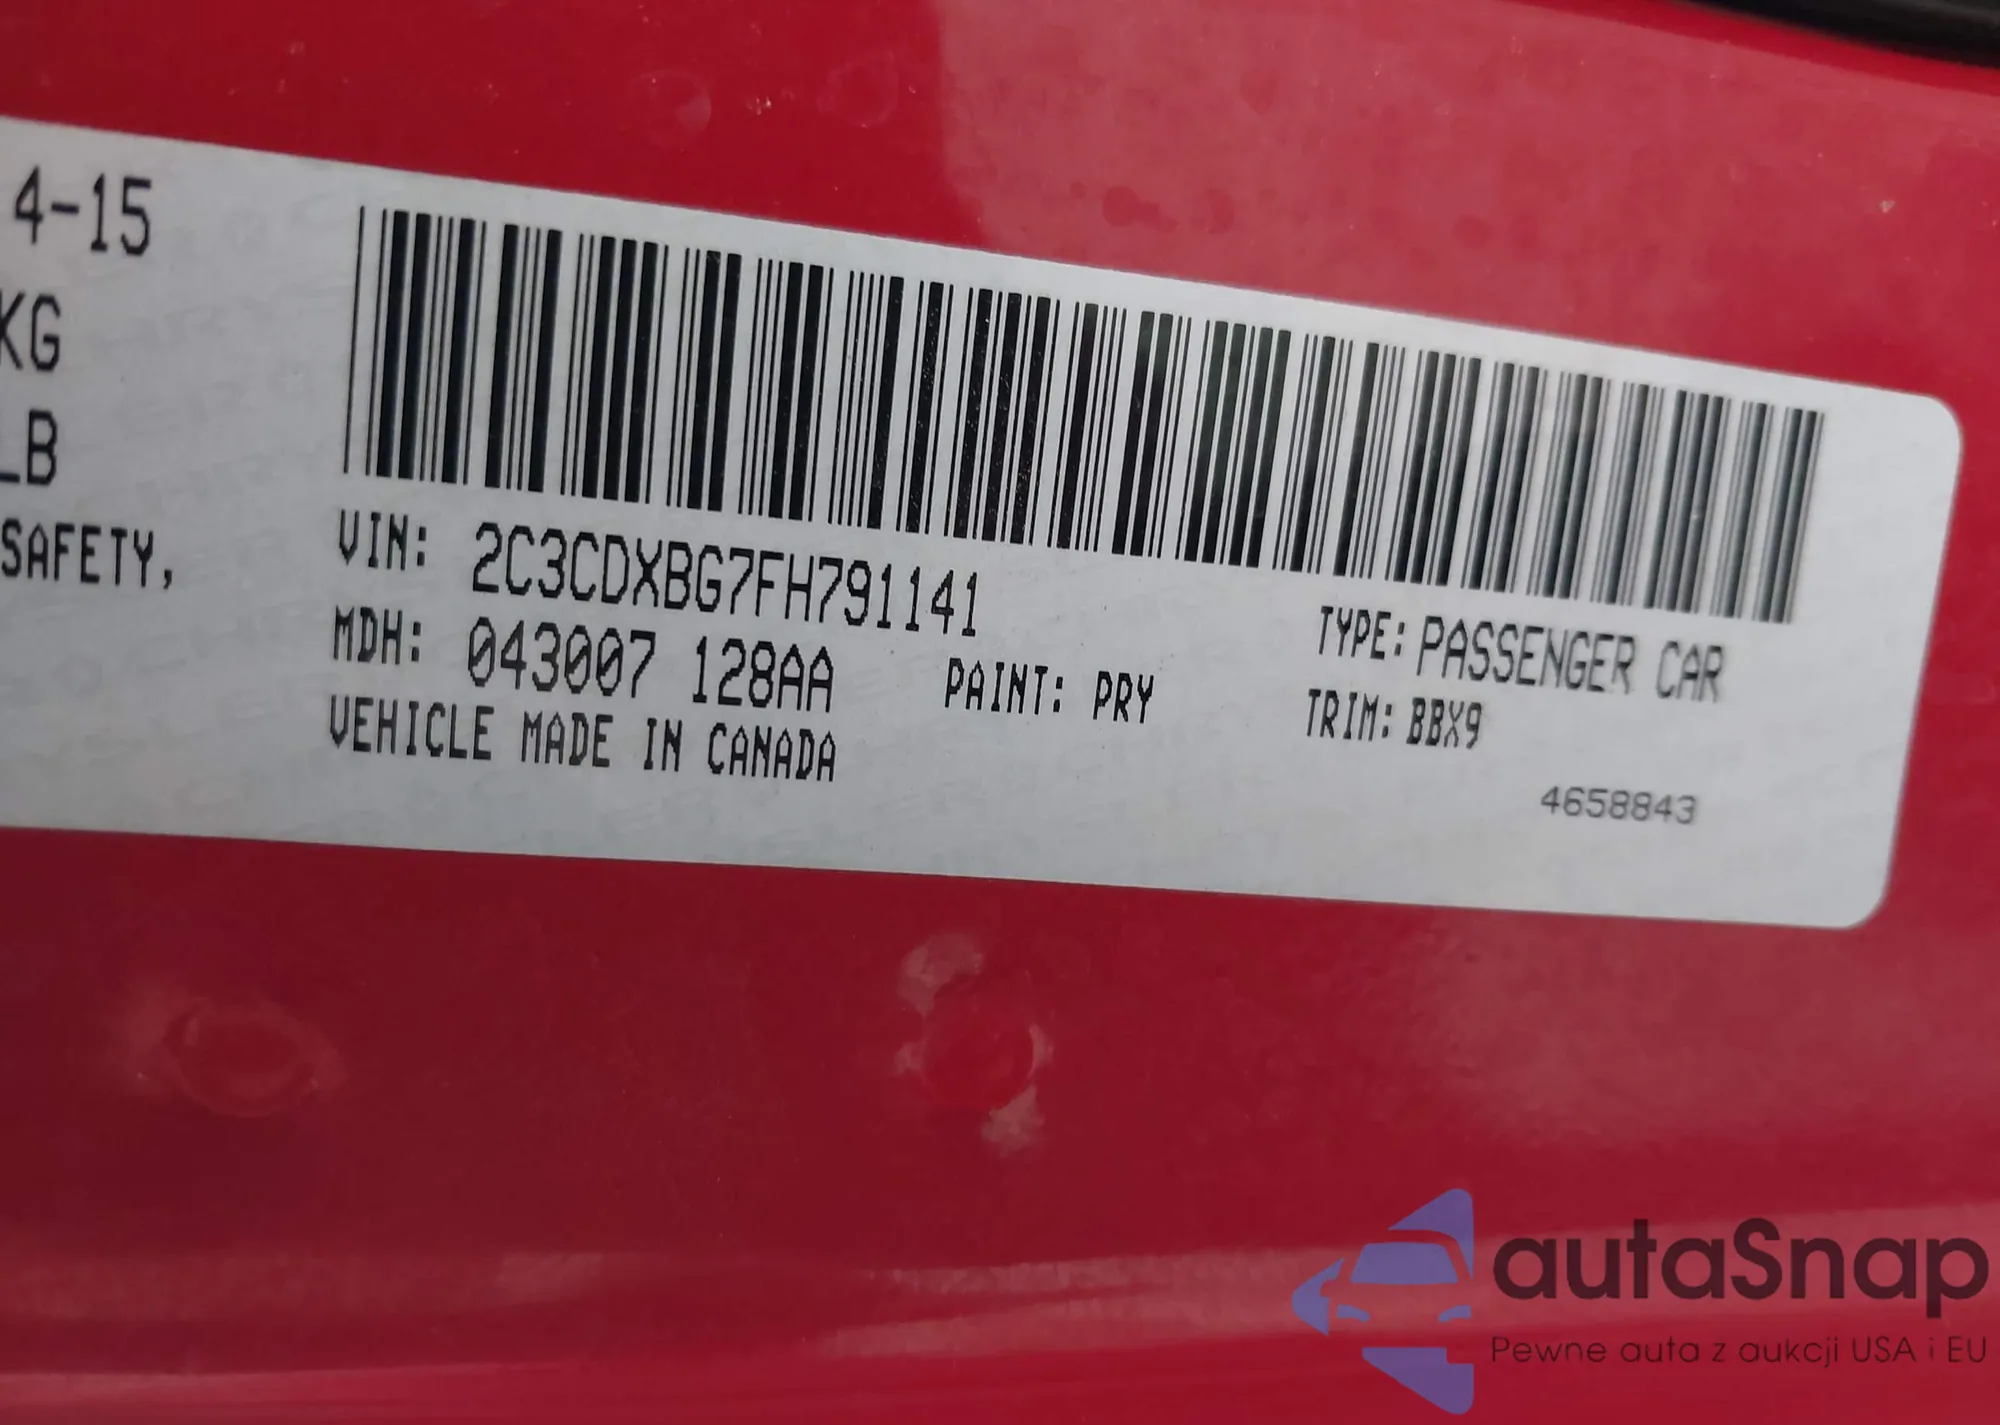 4-15
KG
LB
SAFETY,
VIN: 2C3CDXBG7FH791141
MDH: 043007 128AA
PAINT: PRY
VEHICLE MADE IN CANADA
TYPE: PASSENGER CAR
TRIM: BBX9
4658843
autaSnap
Pewne auta z aukcji USA i EU